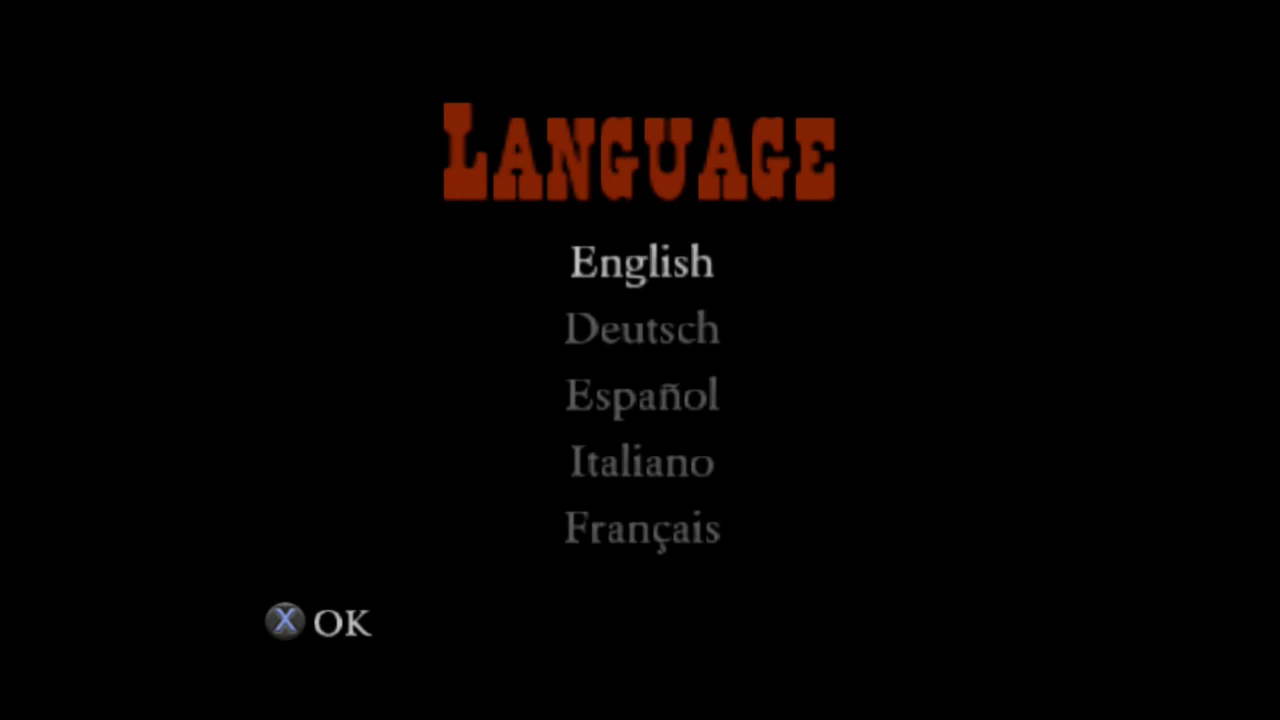 LANGUAGE
English
Deutsch
Español
Italiano
Français
X OK